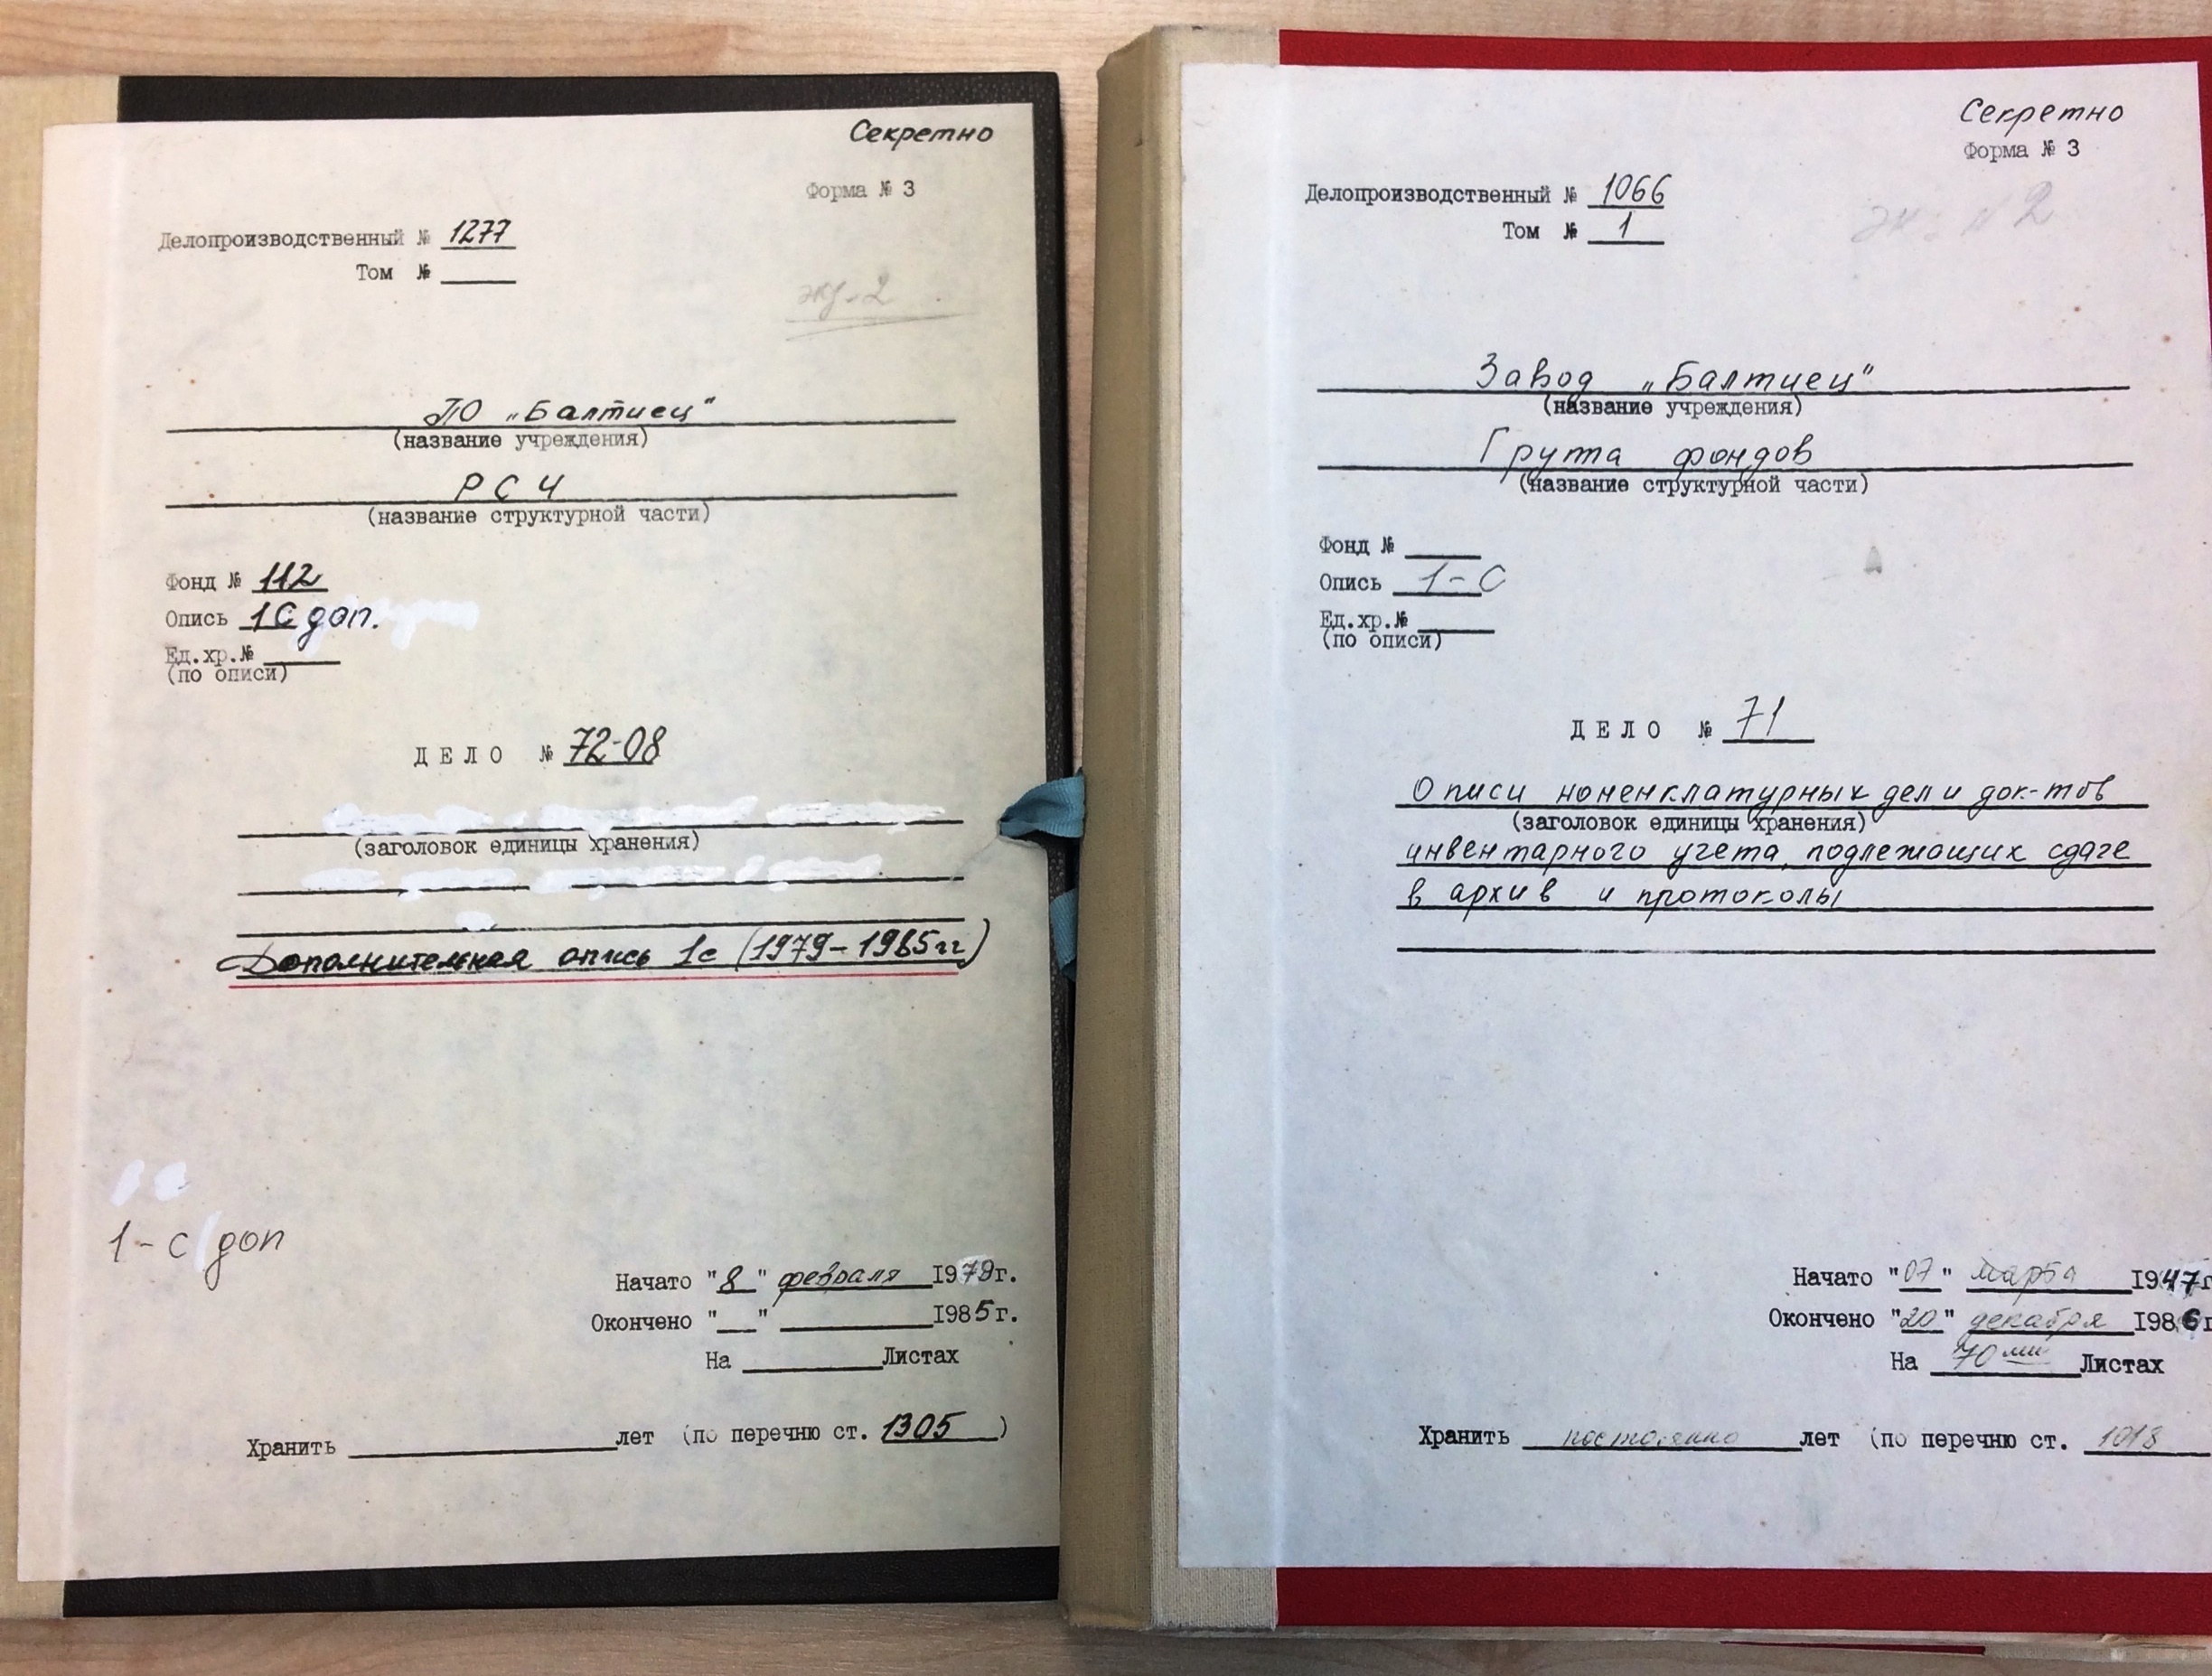 Секретно
Форма № 3
Делопроизводственный № 1277
Том №
экз-2
ПО „Балтиец"
(название учреждения)
РСЧ
(название структурной части)
Фонд № 112
Опись 1С доп.
Ед.хр.№
(по описи)
ДЕЛО № 72-08
(заголовок единицы хранения)
Дополнительная опись 1с (1979-1985гг)
1-с доп
Начато "8" февраля 1979г.
Окончено "__" 1985г.
На Листах
Хранить лет (по перечню ст. 1305)
Секретно
Форма № 3
Делопроизводственный № 1066
Том № 1
экз №2
Завод „Балтиец"
(название учреждения)
Група фондов
(название структурной части)
Фонд №
Опись 1-С
Ед.хр.№
(по описи)
ДЕЛО № 71
Описи номенклатурных дел и док-тов
(заголовок единицы хранения)
инвентарного учета, подлежащих сдаче
в архив и протоколы
Начато "07" марта 1947г
Окончено "20" декабря 1986г
На 70 Листах
Хранить постоянно лет (по перечню ст. 1018